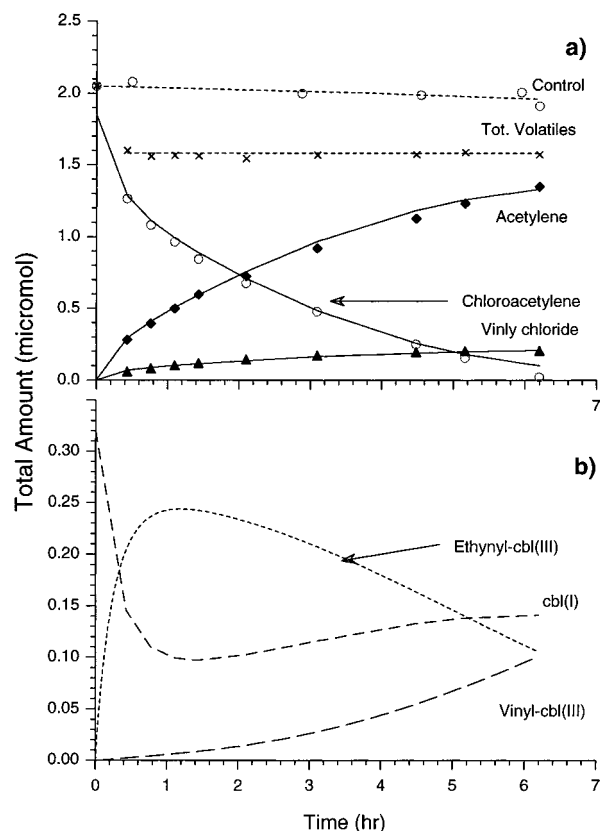 2.5
a)
Control
2.0
Tot. Volatiles
1.5
Acetylene
1.0
Chloroacetylene
0.5
Vinly chloride
0.0
7
Total Amount (micromol)
b)
0.30
0.25
Ethynyl-cbl(III)
0.20
cbl(I)
0.15
0.10
Vinyl-cbl(III)
0.05
0.00
0 1 2 3 4 5 6 7
Time (hr)